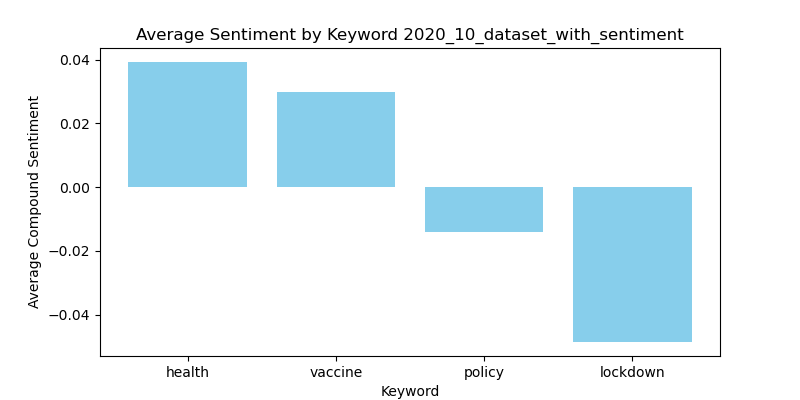 Average Sentiment by Keyword 2020_10_dataset_with_sentiment
Average Compound Sentiment
0.04
0.02
0.00
−0.02
−0.04
health
vaccine
policy
lockdown
Keyword